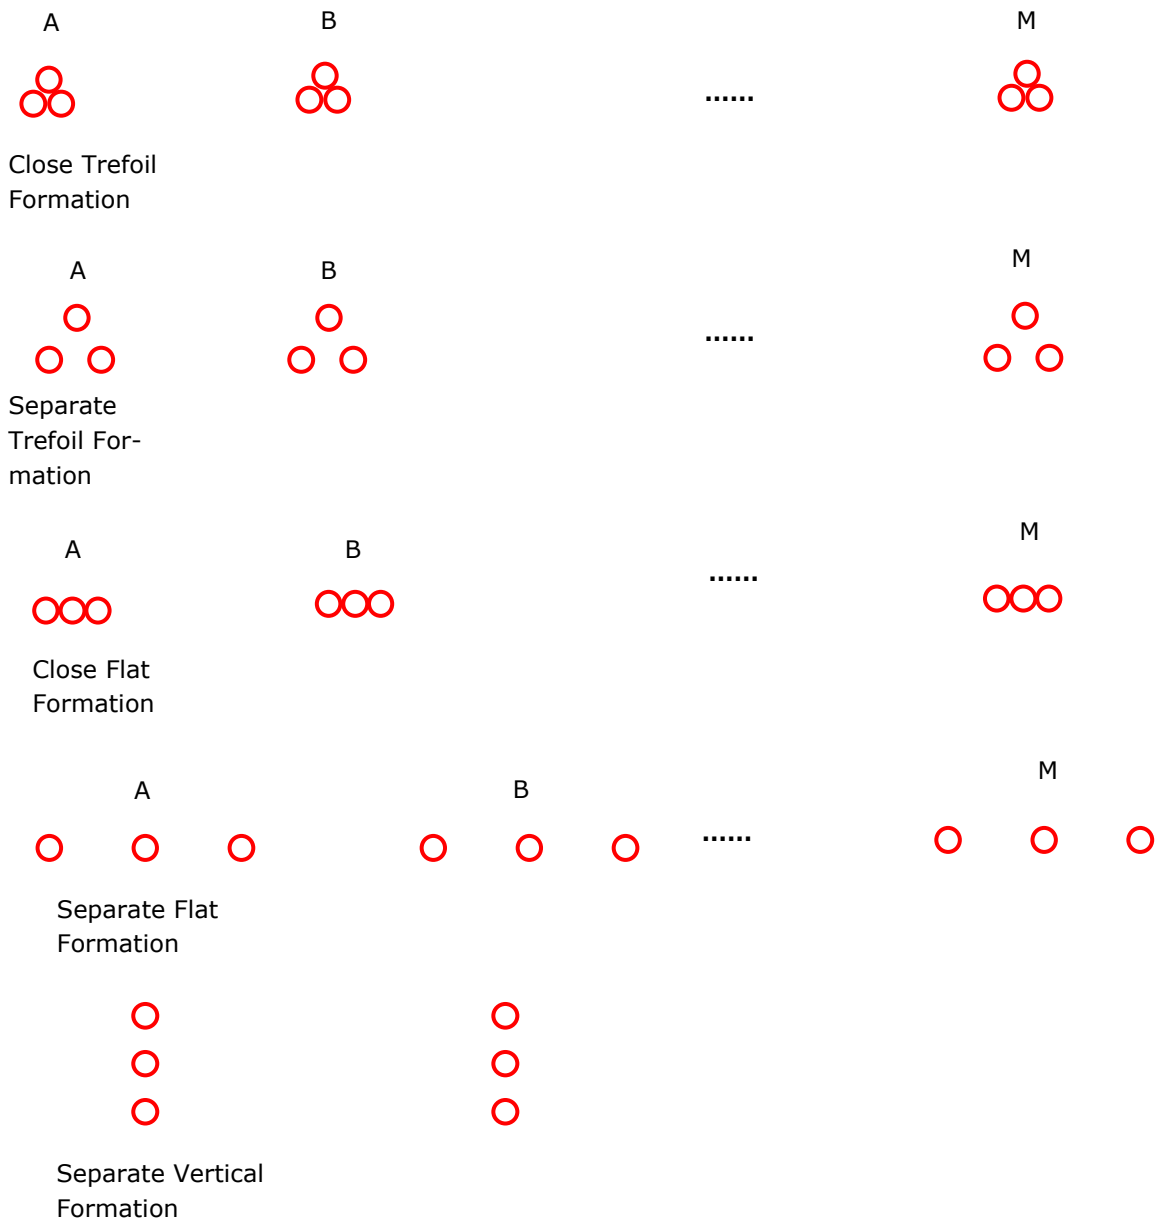 A B M
......
Close Trefoil
Formation
A B M
......
Separate
Trefoil For-
mation
A B M
......
Close Flat
Formation
A B M
......
Separate Flat
Formation
Separate Vertical
Formation